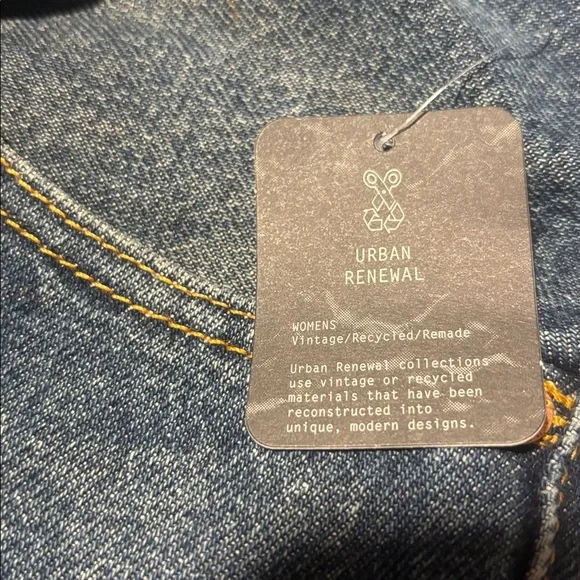 URBAN
RENEWAL
WOMENS
Vintage/Recycled/Remade
Urban Renewal collections
use vintage or recycled
materials that have been
reconstructed into
unique, modern designs.